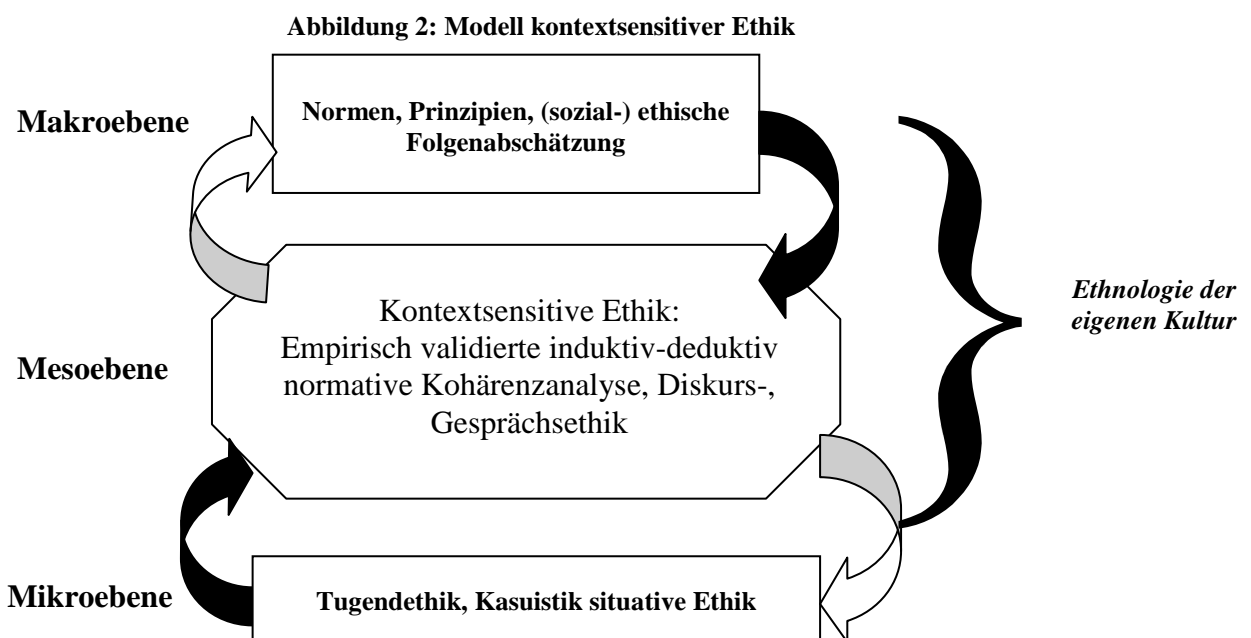 Abbildung 2: Modell kontextsensitiver Ethik
Makroebene
Normen, Prinzipien, (sozial-) ethische
Folgenabschätzung
Ethnologie der
eigenen Kultur
Mesoebene
Kontextsensitive Ethik:
Empirisch validierte induktiv-deduktiv
normative Kohärenzanalyse, Diskurs-,
Gesprächsethik
Mikroebene
Tugendethik, Kasuistik situative Ethik